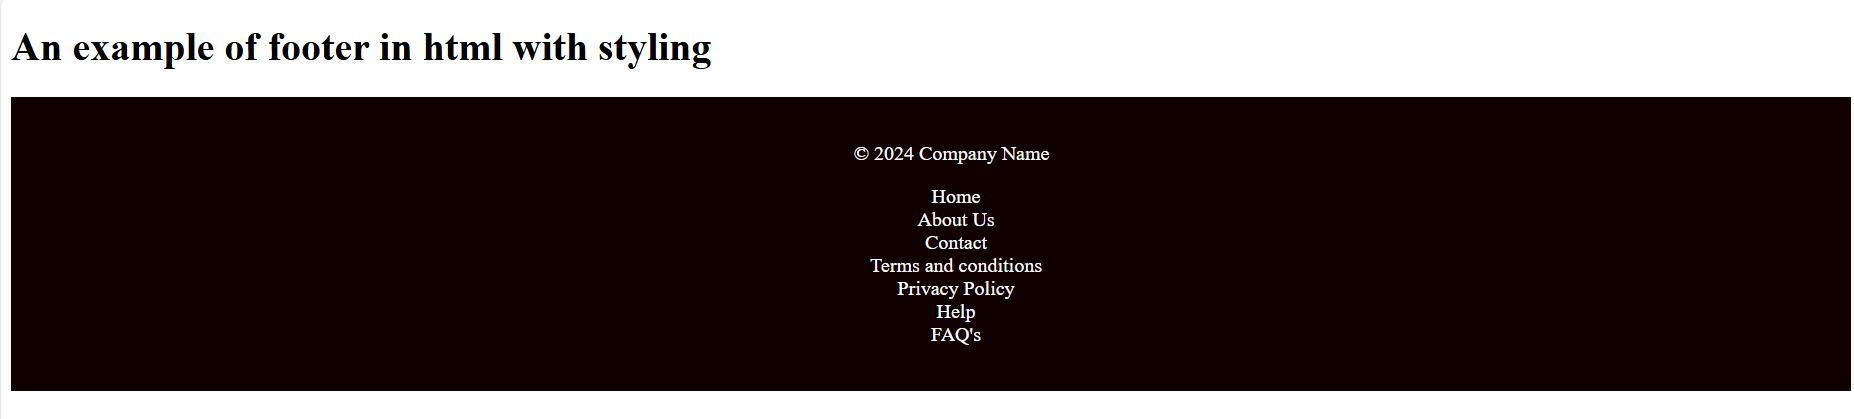 An example of footer in html with styling
© 2024 Company Name
Home
About Us
Contact
Terms and conditions
Privacy Policy
Help
FAQ's